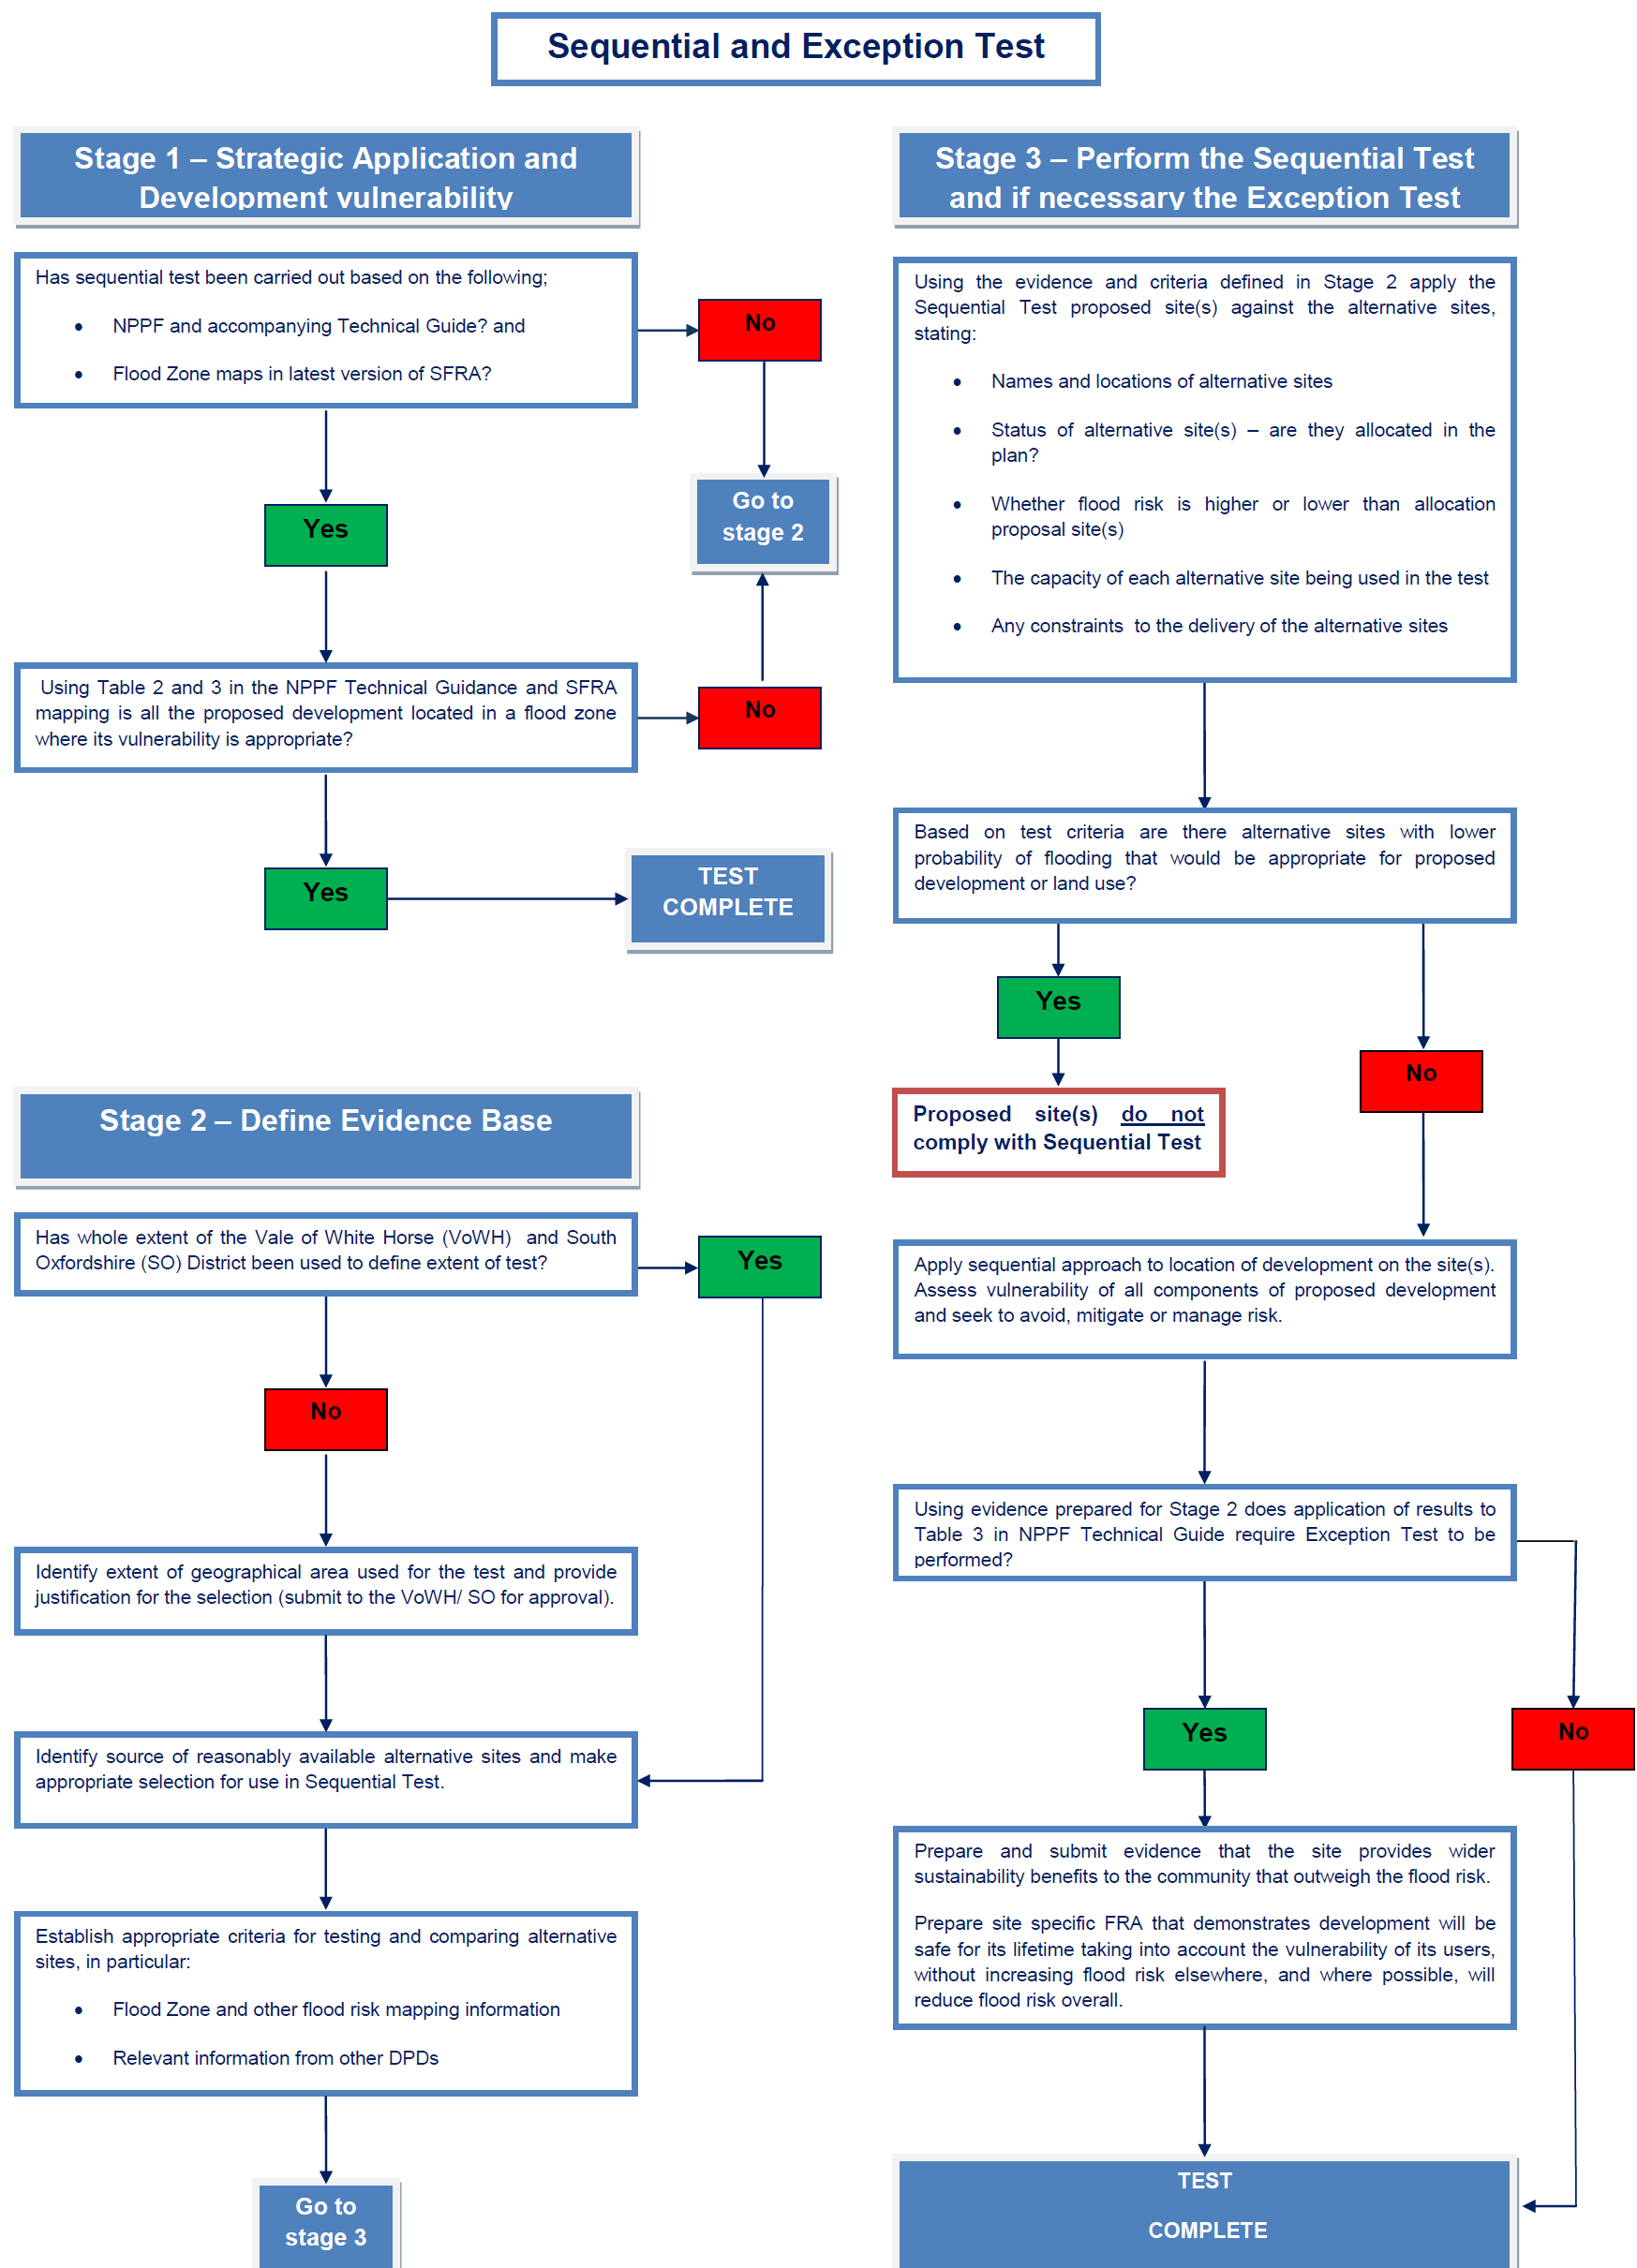 Sequential and Exception Test
Stage 1 – Strategic Application and
Development vulnerability
Has sequential test been carried out based on the following;
• NPPF and accompanying Technical Guide? and
• Flood Zone maps in latest version of SFRA?
No
Go to
stage 2
Yes
Using Table 2 and 3 in the NPPF Technical Guidance and SFRA
mapping is all the proposed development located in a flood zone
where its vulnerability is appropriate?
No
Yes
TEST
COMPLETE
Stage 2 – Define Evidence Base
Has whole extent of the Vale of White Horse (VoWH) and South
Oxfordshire (SO) District been used to define extent of test?
Yes
No
Identify extent of geographical area used for the test and provide
justification for the selection (submit to the VoWH/ SO for approval).
Identify source of reasonably available alternative sites and make
appropriate selection for use in Sequential Test.
Establish appropriate criteria for testing and comparing alternative
sites, in particular:
• Flood Zone and other flood risk mapping information
• Relevant information from other DPDs
Go to
stage 3
Stage 3 – Perform the Sequential Test
and if necessary the Exception Test
Using the evidence and criteria defined in Stage 2 apply the
Sequential Test proposed site(s) against the alternative sites,
stating:
• Names and locations of alternative sites
• Status of alternative site(s) – are they allocated in the
plan?
• Whether flood risk is higher or lower than allocation
proposal site(s)
• The capacity of each alternative site being used in the test
• Any constraints to the delivery of the alternative sites
Based on test criteria are there alternative sites with lower
probability of flooding that would be appropriate for proposed
development or land use?
Yes
No
Proposed site(s) do not
comply with Sequential Test
Apply sequential approach to location of development on the site(s).
Assess vulnerability of all components of proposed development
and seek to avoid, mitigate or manage risk.
Using evidence prepared for Stage 2 does application of results to
Table 3 in NPPF Technical Guide require Exception Test to be
performed?
Yes
No
Prepare and submit evidence that the site provides wider
sustainability benefits to the community that outweigh the flood risk.
Prepare site specific FRA that demonstrates development will be
safe for its lifetime taking into account the vulnerability of its users,
without increasing flood risk elsewhere, and where possible, will
reduce flood risk overall.
TEST
COMPLETE